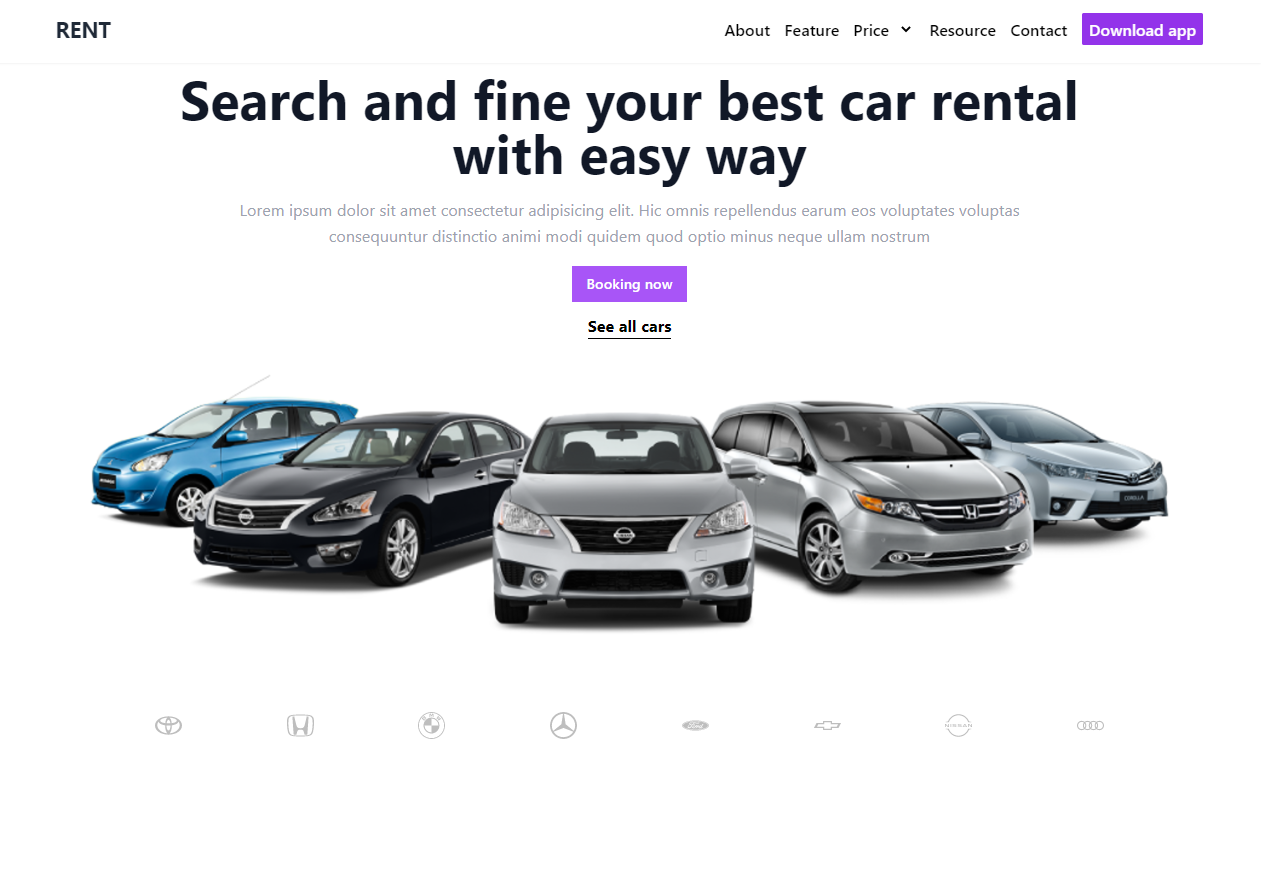 RENT
About Feature Price Resource Contact Download app
Search and fine your best car rental
with easy way
Lorem ipsum dolor sit amet consectetur adipisicing elit. Hic omnis repellendus earum eos voluptates voluptas
consequuntur distinctio animi modi quidem quod optio minus neque ullam nostrum
Booking now
See all cars
COROLLA
NISSAN